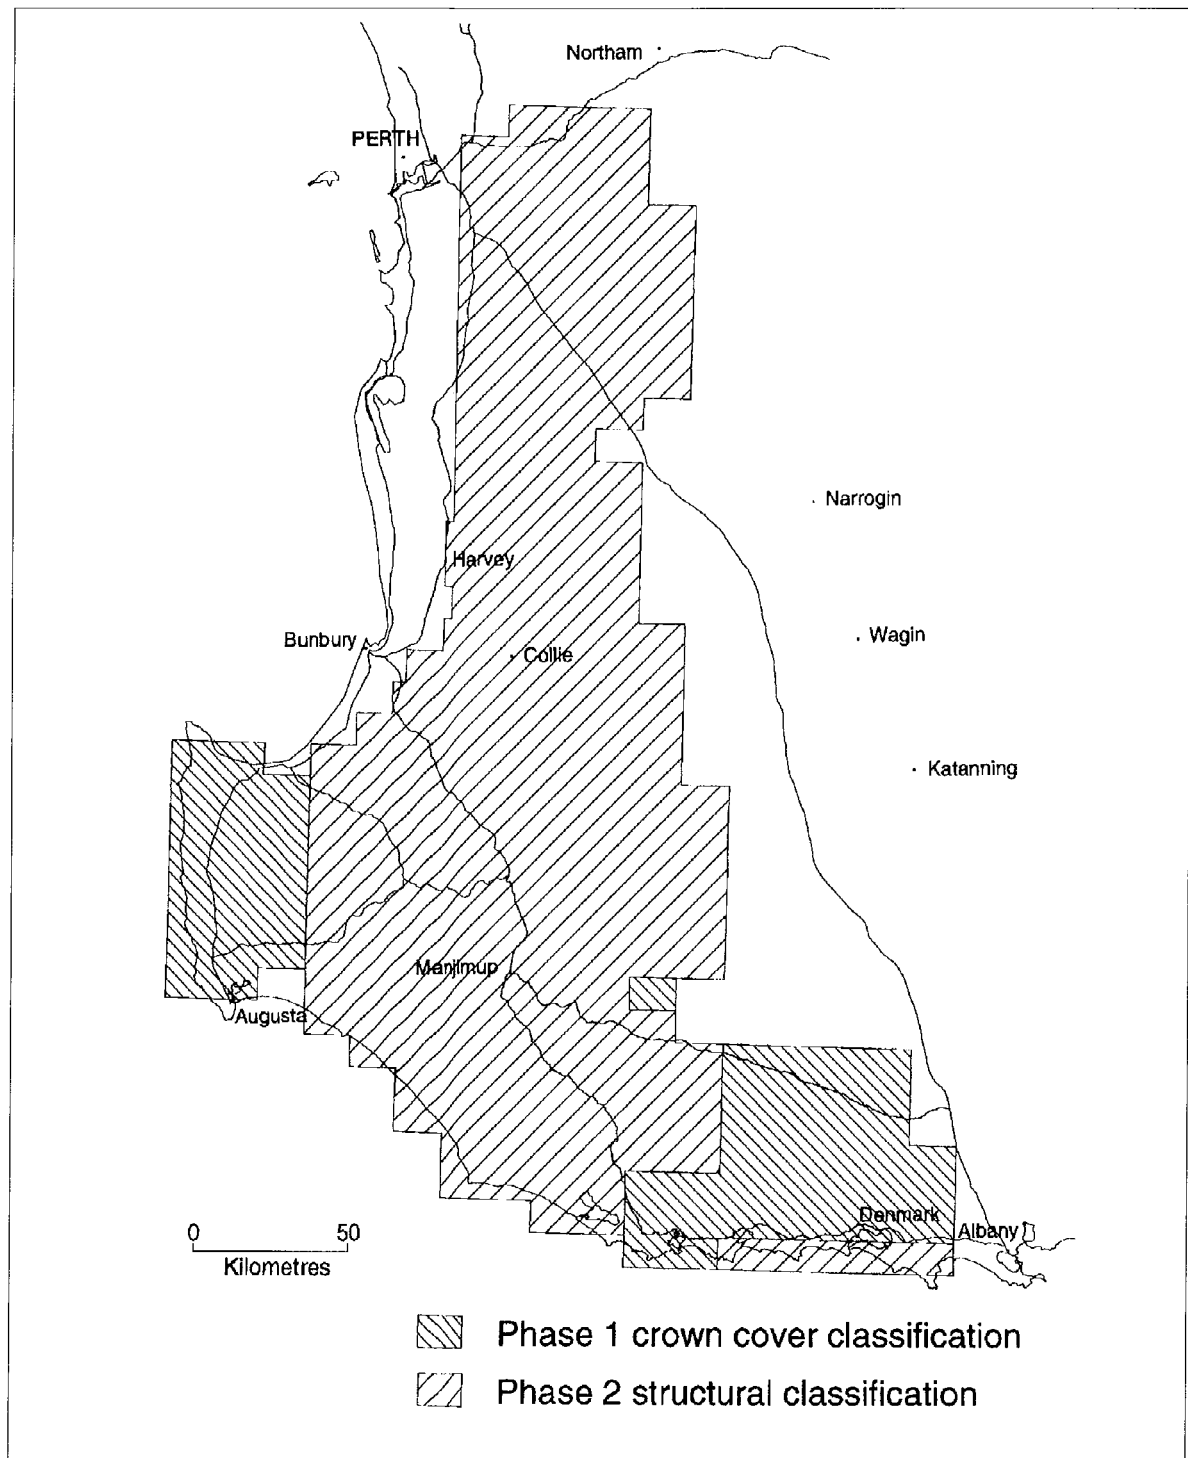 Northam
PERTH
Narrogin
Harvey
Bunbury
Wagin
Collie
Katanning
Manjimup
Augusta
Denmark
Albany
0 50
Kilometres
Phase 1 crown cover classification
Phase 2 structural classification